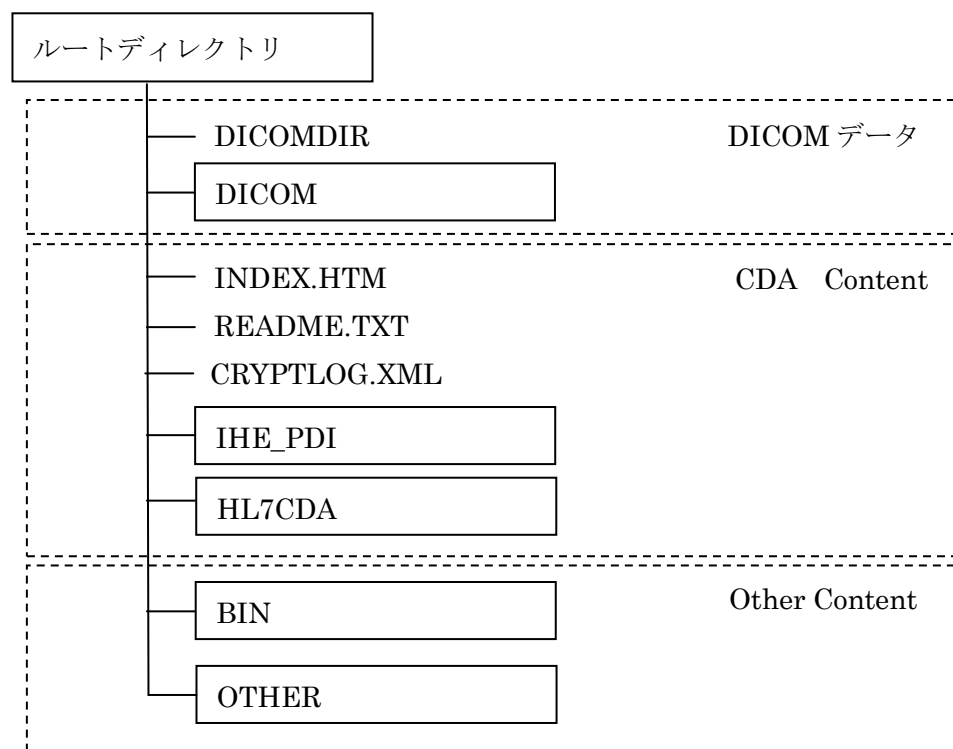 ルートディレクトリ
DICOMDIR
DICOM データ
DICOM
INDEX.HTM
CDA　Content
README.TXT
CRYPTLOG.XML
IHE_PDI
HL7CDA
Other Content
BIN
OTHER